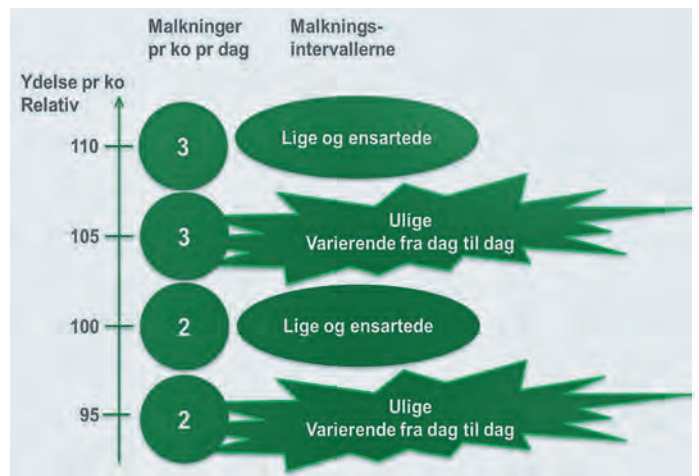 Malkninger
pr ko pr dag
Malknings-
intervallerne
Ydelse pr ko
Relativ
110
3
Lige og ensartede
105
3
Ulige
Varierende fra dag til dag
100
2
Lige og ensartede
95
2
Ulige
Varierende fra dag til dag